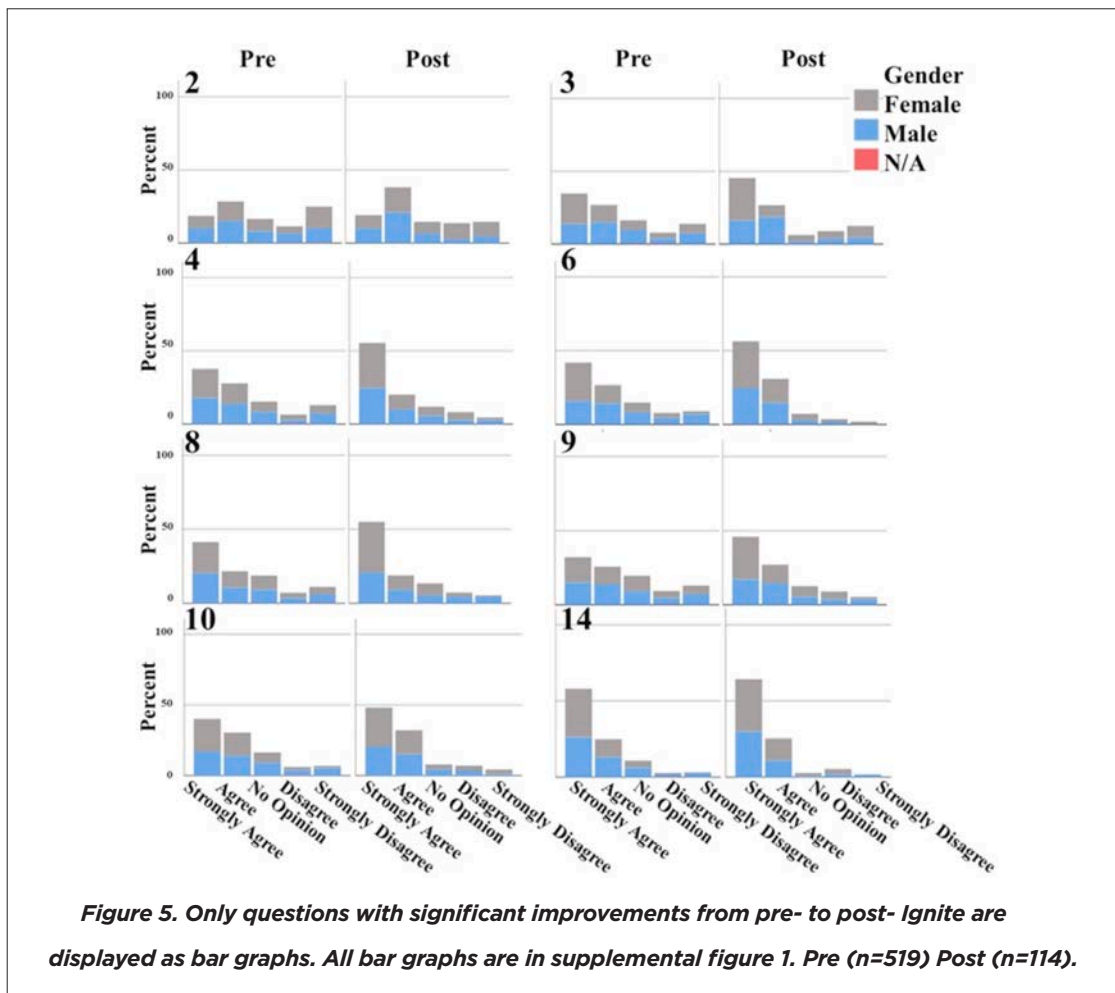 Pre Post Pre Post
Gender
Female
Male
N/A
2 3
100
50
0
Percent
4 6
100
50
0
Percent
8 9
100
50
0
Percent
10 14
100
50
0
Percent
Strongly Agree Agree No Opinion Disagree Strongly Disagree
Strongly Agree Agree No Opinion Disagree Strongly Disagree
Strongly Agree Agree No Opinion Disagree Strongly Disagree
Strongly Agree Agree No Opinion Disagree Strongly Disagree
Figure 5. Only questions with significant improvements from pre- to post- Ignite are
displayed as bar graphs. All bar graphs are in supplemental figure 1. Pre (n=519) Post (n=114).